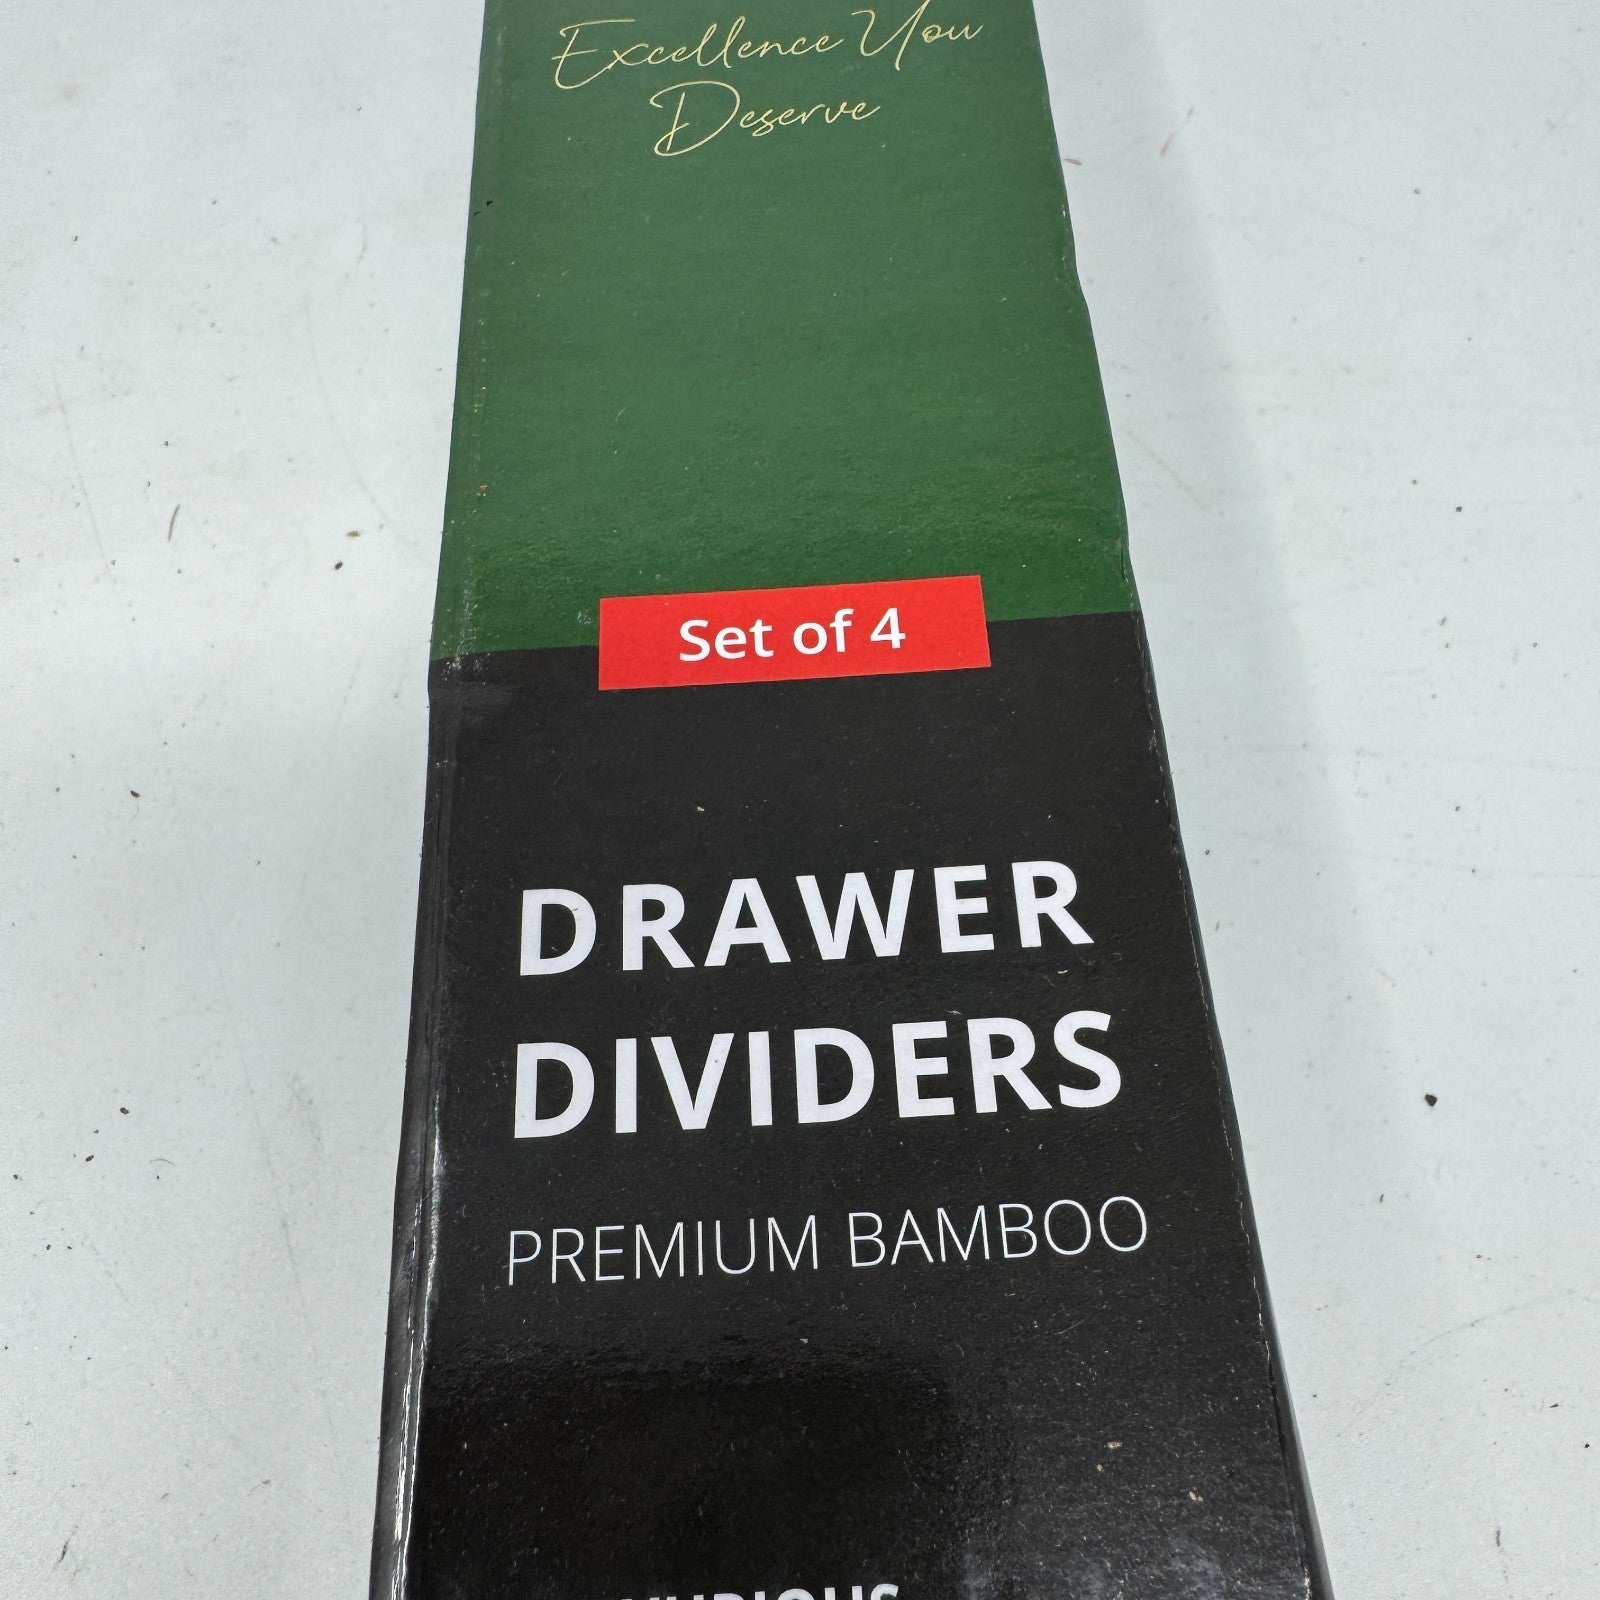 Excellence You
Deserve
Set of 4
DRAWER
DIVIDERS
PREMIUM BAMBOO